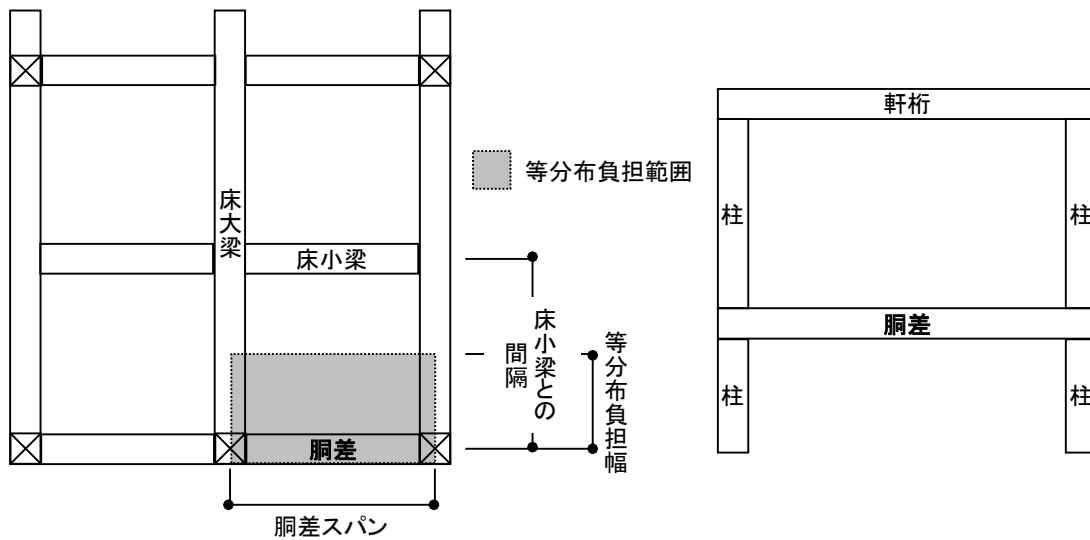 床大梁
床小梁
胴差
胴差スパン
等分布負担範囲
床小梁との
間隔
等分布負担幅
軒桁
柱
柱
胴差
柱
柱